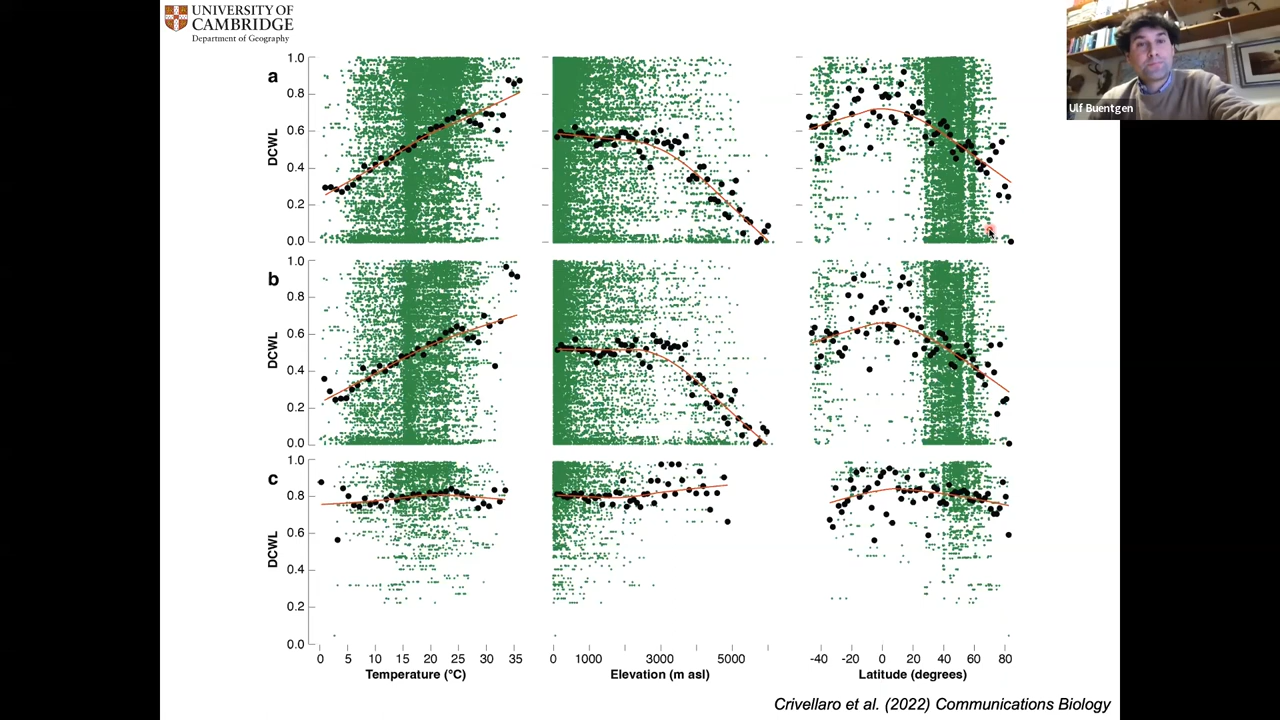 UNIVERSITY OF
CAMBRIDGE
Department of Geography
Ulf Buentgen
a
DCWL
1.0
0.8
0.6
0.4
0.2
0.0
b
DCWL
1.0
0.8
0.6
0.4
0.2
0.0
c
DCWL
1.0
0.8
0.6
0.4
0.2
0.0
0 5 10 15 20 25 30 35
Temperature (°C)
0 1000 3000 5000
Elevation (m asl)
-40 -20 0 20 40 60 80
Latitude (degrees)
Crivellaro et al. (2022) Communications Biology